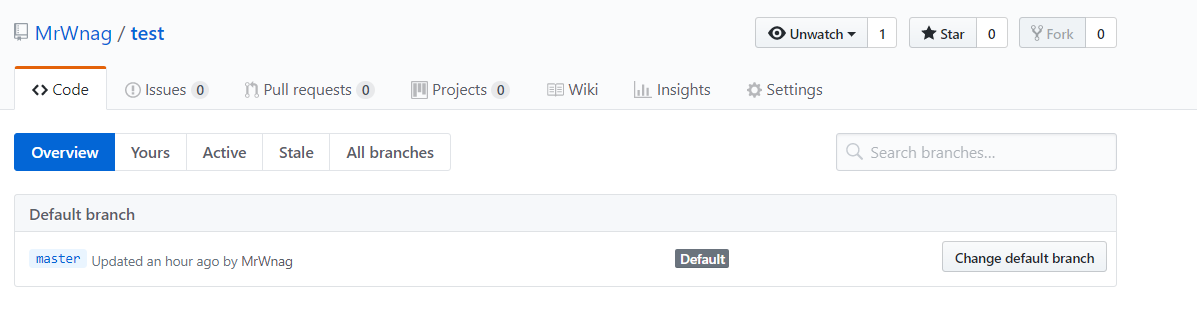 MrWnag / test
Unwatch 1 Star 0 Fork 0
Code Issues 0 Pull requests 0 Projects 0 Wiki Insights Settings
Overview Yours Active Stale All branches Search branches...
Default branch
master Updated an hour ago by MrWnag Default Change default branch